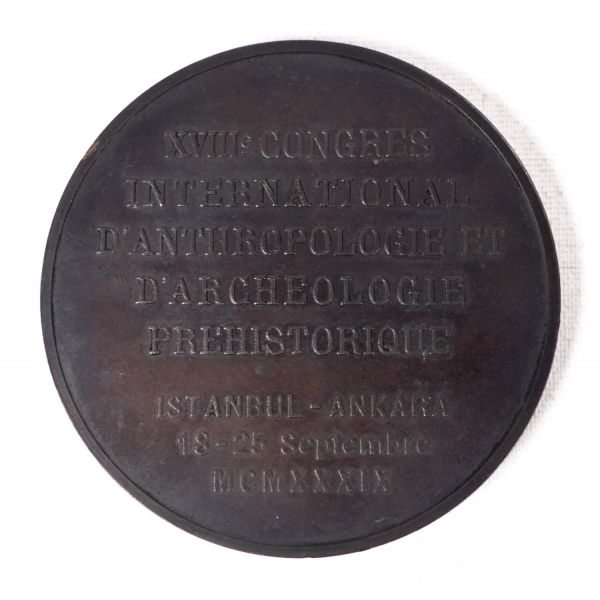 XVIIIe CONGRES
INTERNATIONAL
D'ANTHROPOLOGIE ET
D'ARCHEOLOGIE
PREHISTORIQUE
ISTANBUL - ANKARA
18-25 Septembre
MCMXXXIX